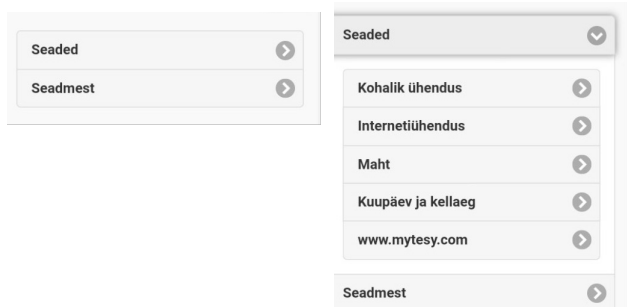 Seaded
Seadmest
Seaded
Kohalik ühendus
Internetiühendus
Maht
Kuupäev ja kellaeg
www.mytesy.com
Seadmest